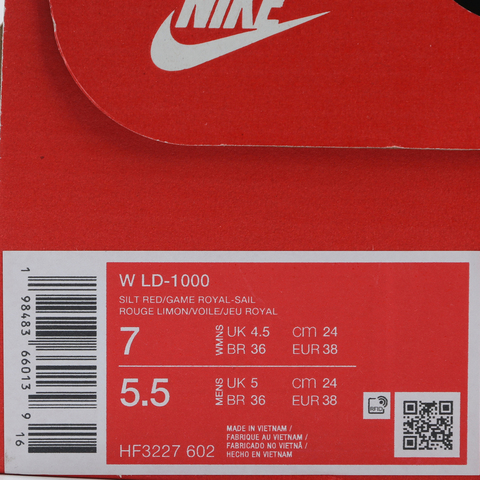 NIKE
W LD-1000
SILT RED/GAME ROYAL-SAIL
ROUGE LIMON/VOILE/JEU ROYAL
7 WMNS UK 4.5 cm 24
BR 36 EUR 38
5.5 MENS UK 5 cm 24
BR 36 EUR 38
RFID
HF3227 602
MADE IN VIETNAM /
FABRIQUE AU VIETNAM /
FABRICADO NO VIETNÃ /
HECHO EN VIETNAM
1 98483 66013 9 16